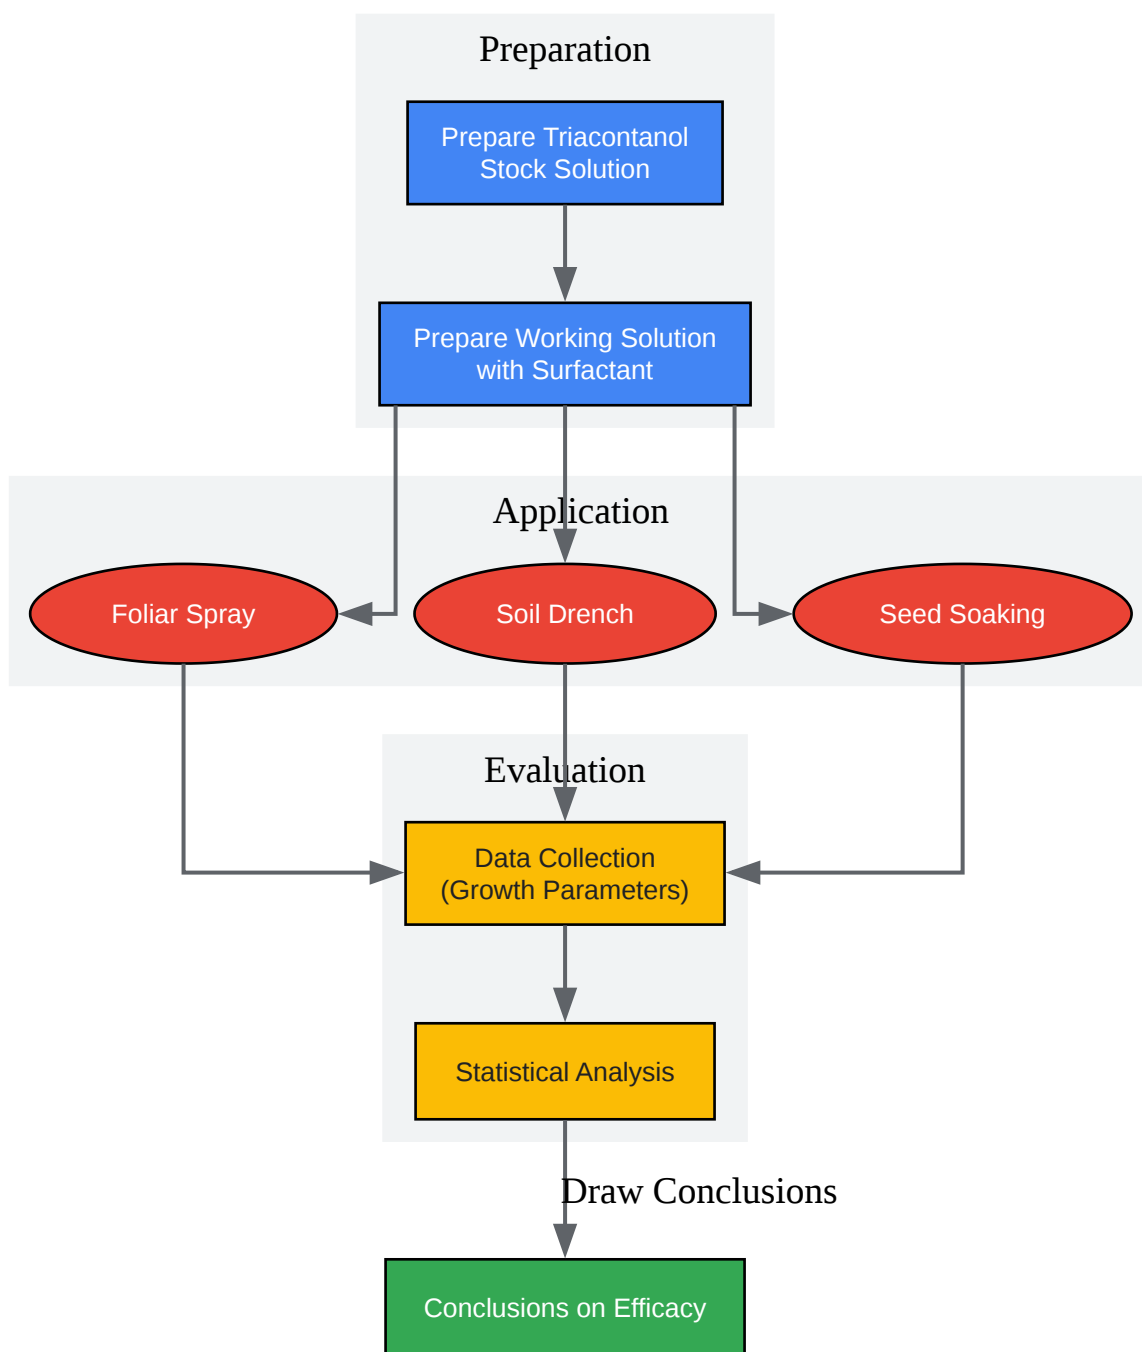 Preparation
Prepare Triacontanol
Stock Solution
Prepare Working Solution
with Surfactant
Application
Foliar Spray
Soil Drench
Seed Soaking
Evaluation
Data Collection
(Growth Parameters)
Statistical Analysis
Draw Conclusions
Conclusions on Efficacy